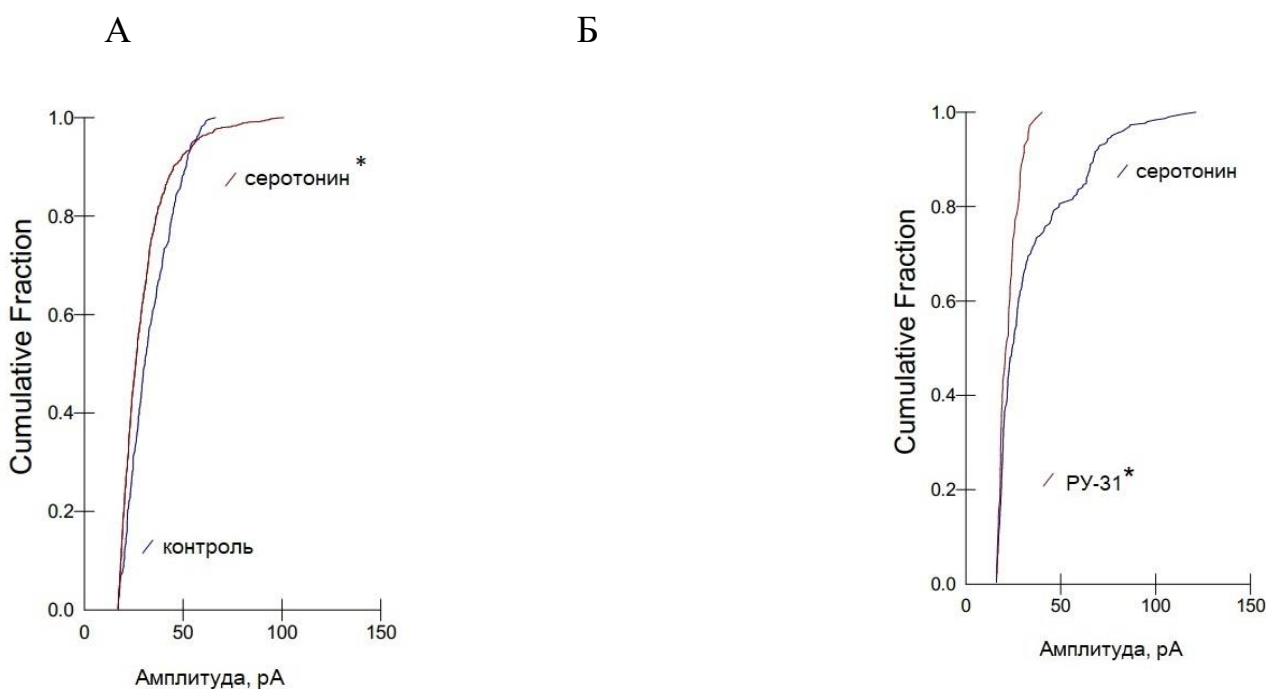 А
Б
1.0
0.8
0.6
0.4
0.2
0.0
Cumulative Fraction
серотонин *
контроль
0 50 100 150
Амплитуда, pA
1.0
0.8
0.6
0.4
0.2
0.0
Cumulative Fraction
серотонин
РУ-31*
0 50 100 150
Амплитуда, pA